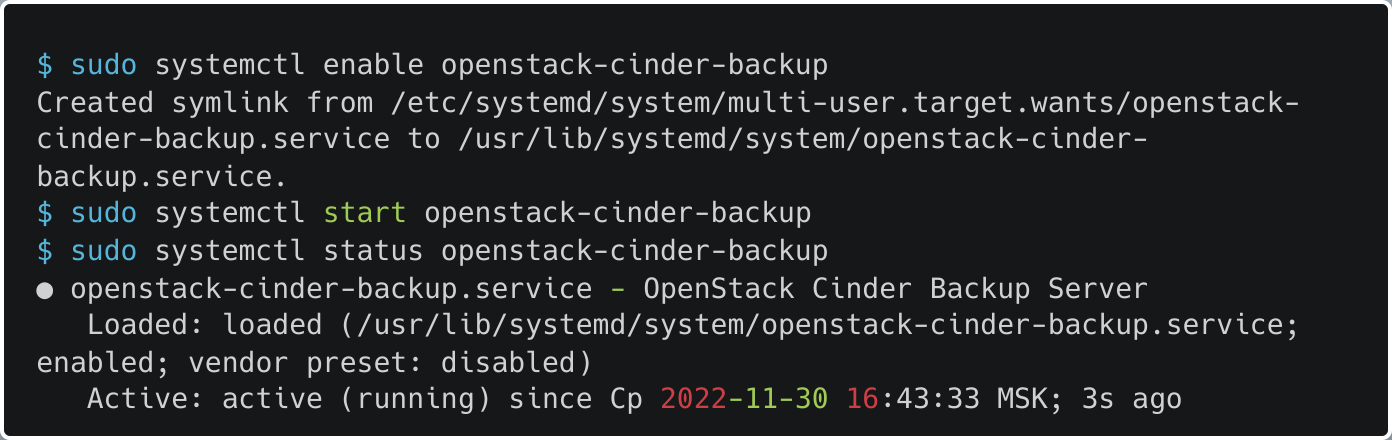 $ sudo systemctl enable openstack-cinder-backup
Created symlink from /etc/systemd/system/multi-user.target.wants/openstack-
cinder-backup.service to /usr/lib/systemd/system/openstack-cinder-
backup.service.
$ sudo systemctl start openstack-cinder-backup
$ sudo systemctl status openstack-cinder-backup
● openstack-cinder-backup.service - OpenStack Cinder Backup Server
   Loaded: loaded (/usr/lib/systemd/system/openstack-cinder-backup.service;
enabled; vendor preset: disabled)
   Active: active (running) since Ср 2022-11-30 16:43:33 MSK; 3s ago